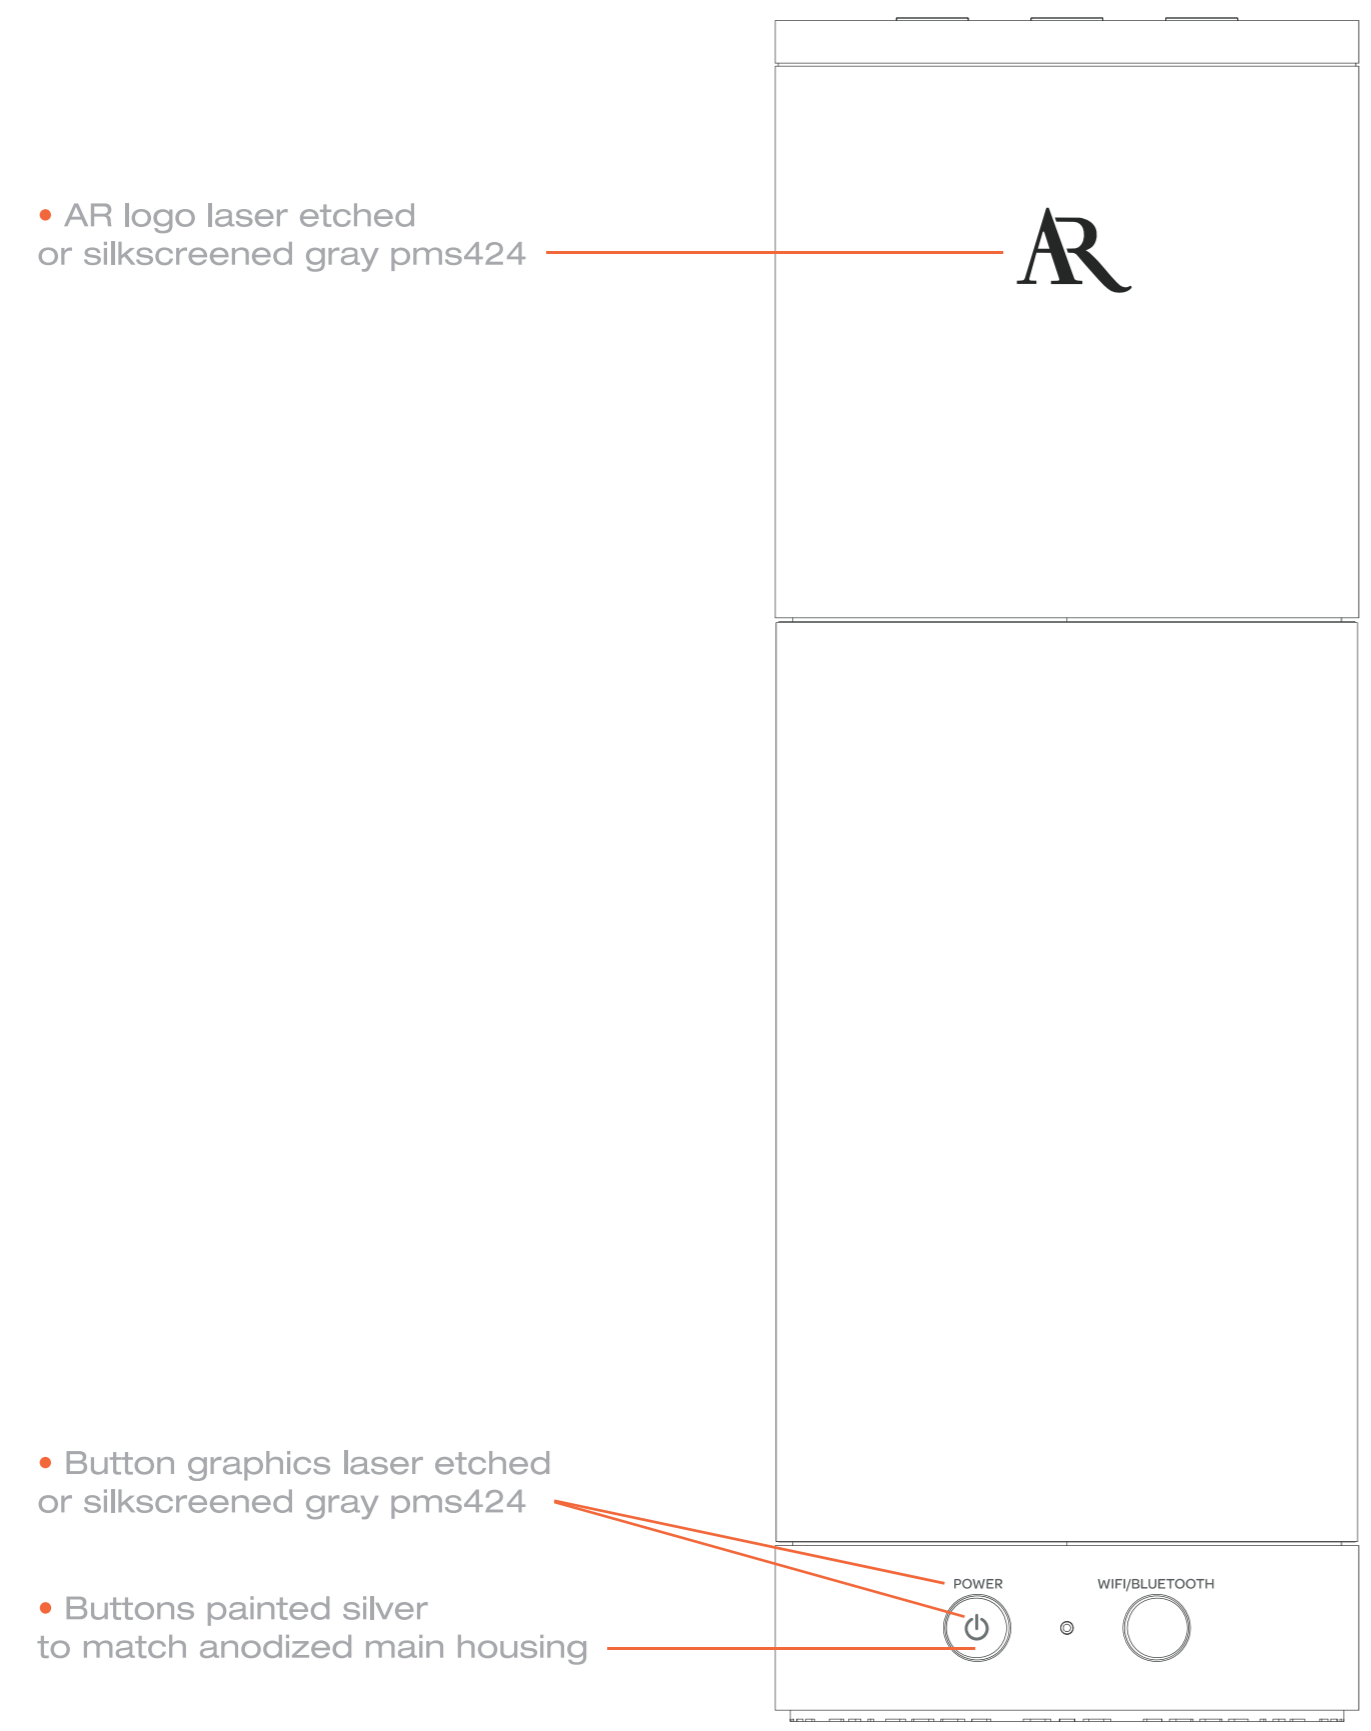 • AR logo laser etched
or silkscreened gray pms424
AR
• Button graphics laser etched
or silkscreened gray pms424
POWER
WIFI/BLUETOOTH
• Buttons painted silver
to match anodized main housing